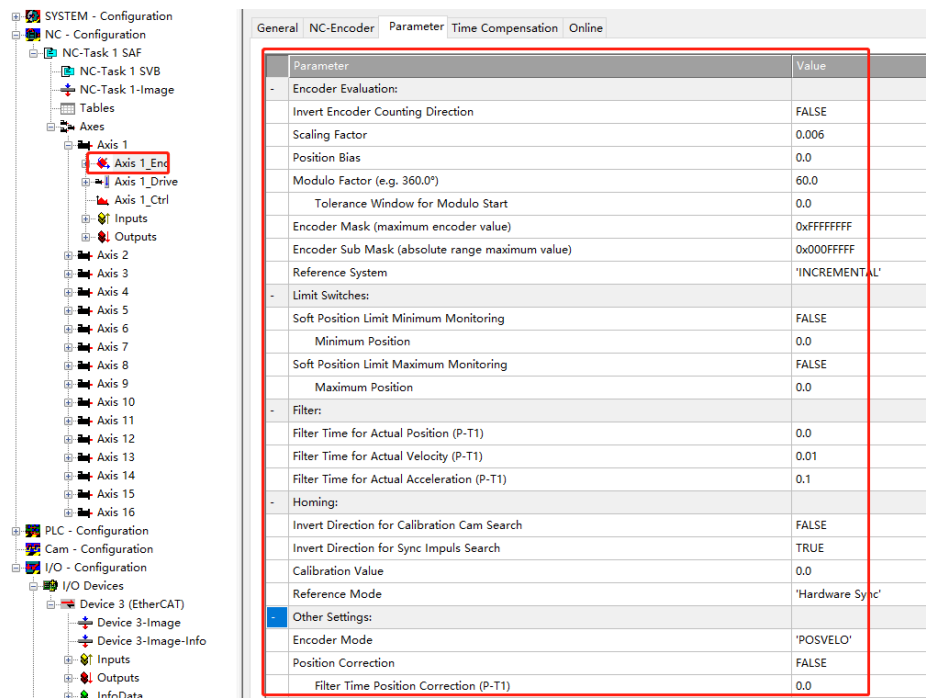 SYSTEM - Configuration
NC - Configuration
NC-Task 1 SAF
NC-Task 1 SVB
NC-Task 1-Image
Tables
Axes
Axis 1
Axis 1_Enc
Axis 1_Drive
Axis 1_Ctrl
Inputs
Outputs
Axis 2
Axis 3
Axis 4
Axis 5
Axis 6
Axis 7
Axis 8
Axis 9
Axis 10
Axis 11
Axis 12
Axis 13
Axis 14
Axis 15
Axis 16
PLC - Configuration
Cam - Configuration
I/O - Configuration
I/O Devices
Device 3 (EtherCAT)
Device 3-Image
Device 3-Image-Info
Inputs
Outputs
InfoData
General NC-Encoder Parameter Time Compensation Online
Parameter Value
- Encoder Evaluation:
Invert Encoder Counting Direction FALSE
Scaling Factor 0.006
Position Bias 0.0
Modulo Factor (e.g. 360.0°) 60.0
Tolerance Window for Modulo Start 0.0
Encoder Mask (maximum encoder value) 0xFFFFFFFF
Encoder Sub Mask (absolute range maximum value) 0x000FFFFF
Reference System 'INCREMENTAL'
- Limit Switches:
Soft Position Limit Minimum Monitoring FALSE
Minimum Position 0.0
Soft Position Limit Maximum Monitoring FALSE
Maximum Position 0.0
- Filter:
Filter Time for Actual Position (P-T1) 0.0
Filter Time for Actual Velocity (P-T1) 0.01
Filter Time for Actual Acceleration (P-T1) 0.1
- Homing:
Invert Direction for Calibration Cam Search FALSE
Invert Direction for Sync Impuls Search TRUE
Calibration Value 0.0
Reference Mode 'Hardware Sync'
- Other Settings:
Encoder Mode 'POSVELO'
Position Correction FALSE
Filter Time Position Correction (P-T1) 0.0